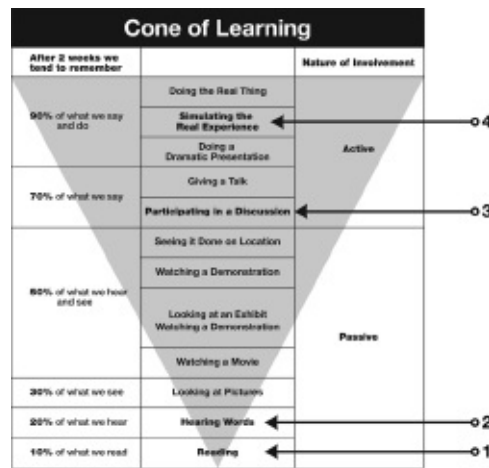 Cone of Learning
After 2 weeks we
tend to remember
Nature of Involvement
90% of what we say
and do
Doing the Real Thing
Simulating the
Real Experience
4
Doing a
Dramatic Presentation
Active
70% of what we say
Giving a Talk
Participating in a Discussion
3
50% of what we hear
and see
Seeing it Done on Location
Watching a Demonstration
Looking at an Exhibit
Watching a Demonstration
Watching a Movie
Passive
30% of what we see
Looking at Pictures
20% of what we hear
Hearing Words
2
10% of what we read
Reading
1